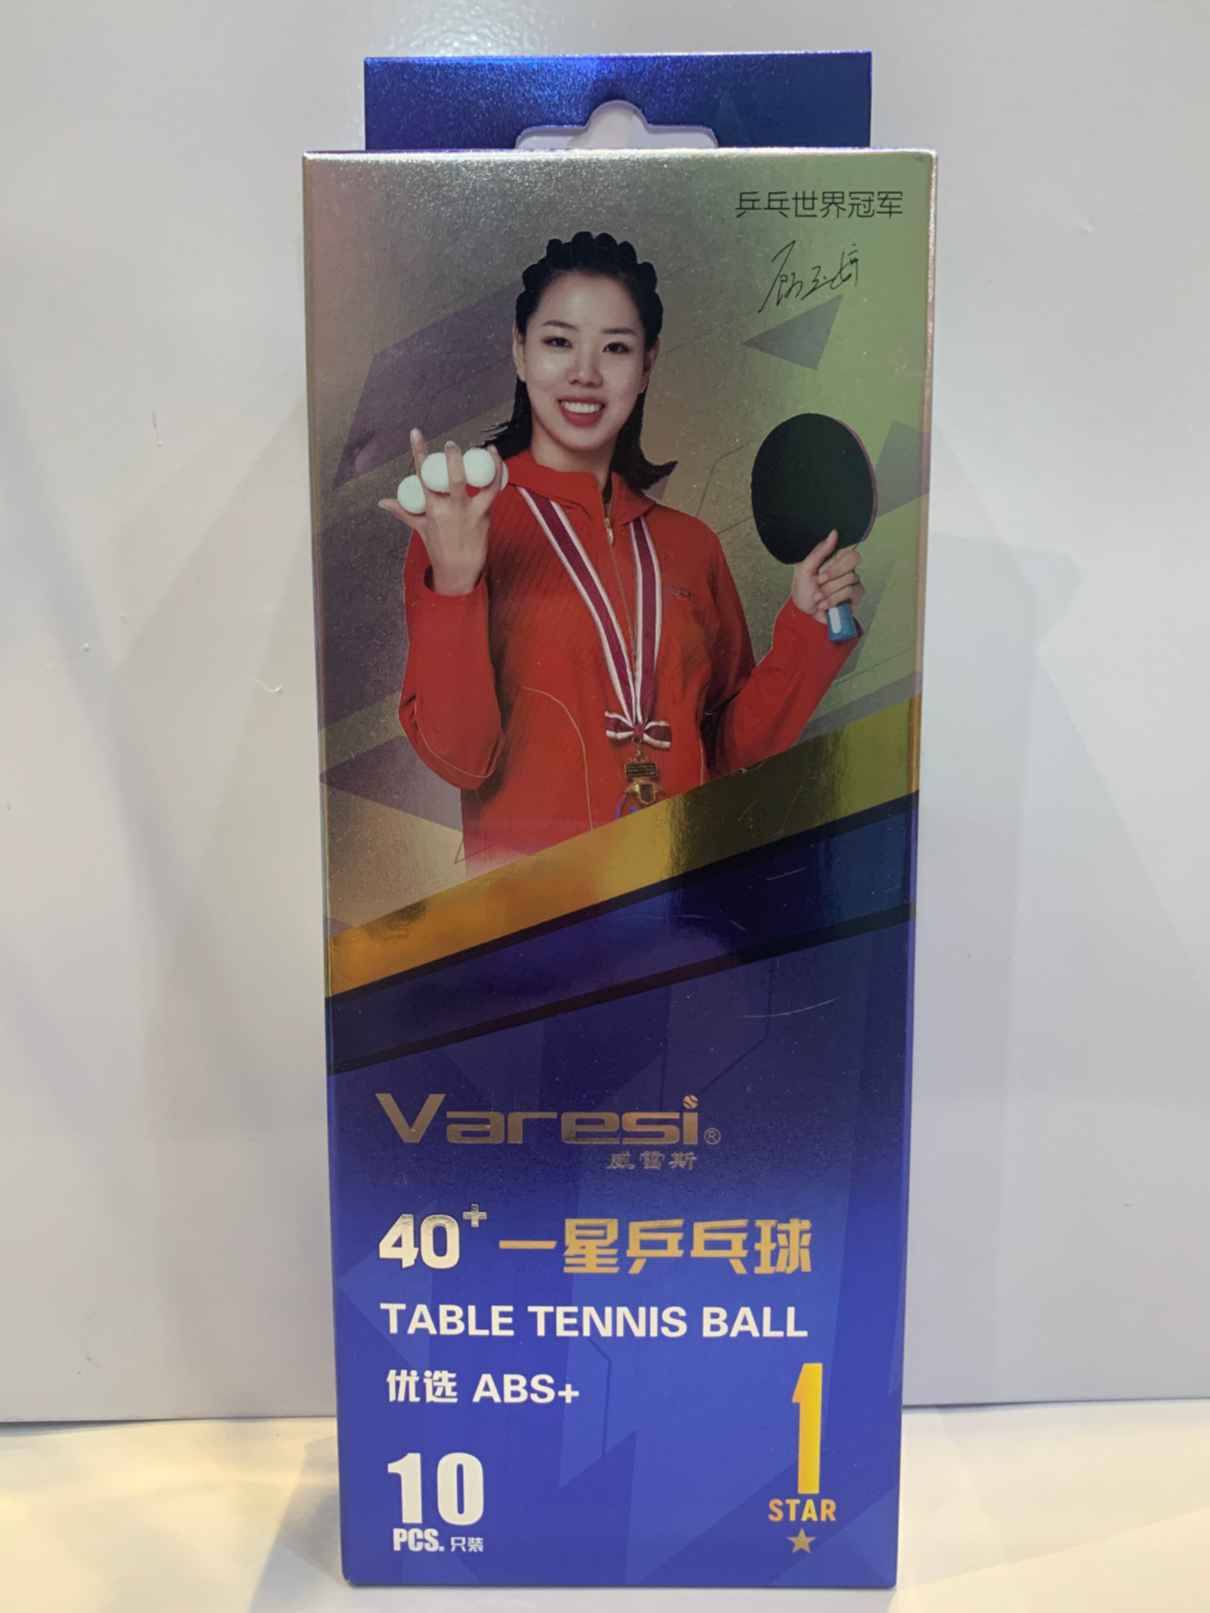 乒乓世界冠军
Varesi®
威雷斯
40+ 一星乒乓球
TABLE TENNIS BALL
优选 ABS+
1
STAR
10
PCS. 只装